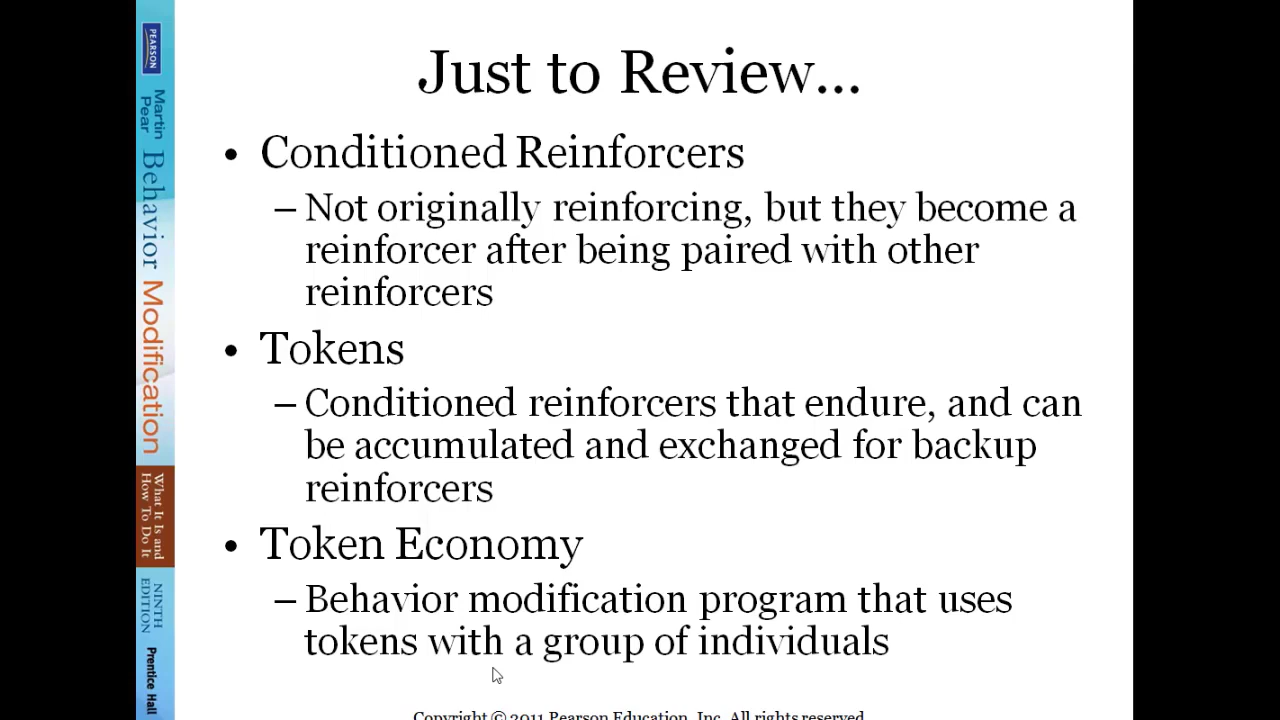 Just to Review...
• Conditioned Reinforcers
– Not originally reinforcing, but they become a
reinforcer after being paired with other
reinforcers
• Tokens
– Conditioned reinforcers that endure, and can
be accumulated and exchanged for backup
reinforcers
• Token Economy
– Behavior modification program that uses
tokens with a group of individuals
Copyright © 2011 Pearson Education, Inc. All rights reserved.
PEARSON
Martin
Pear
Behavior Modification
What It Is and
How To Do It
NINTH
EDITION
Prentice Hall